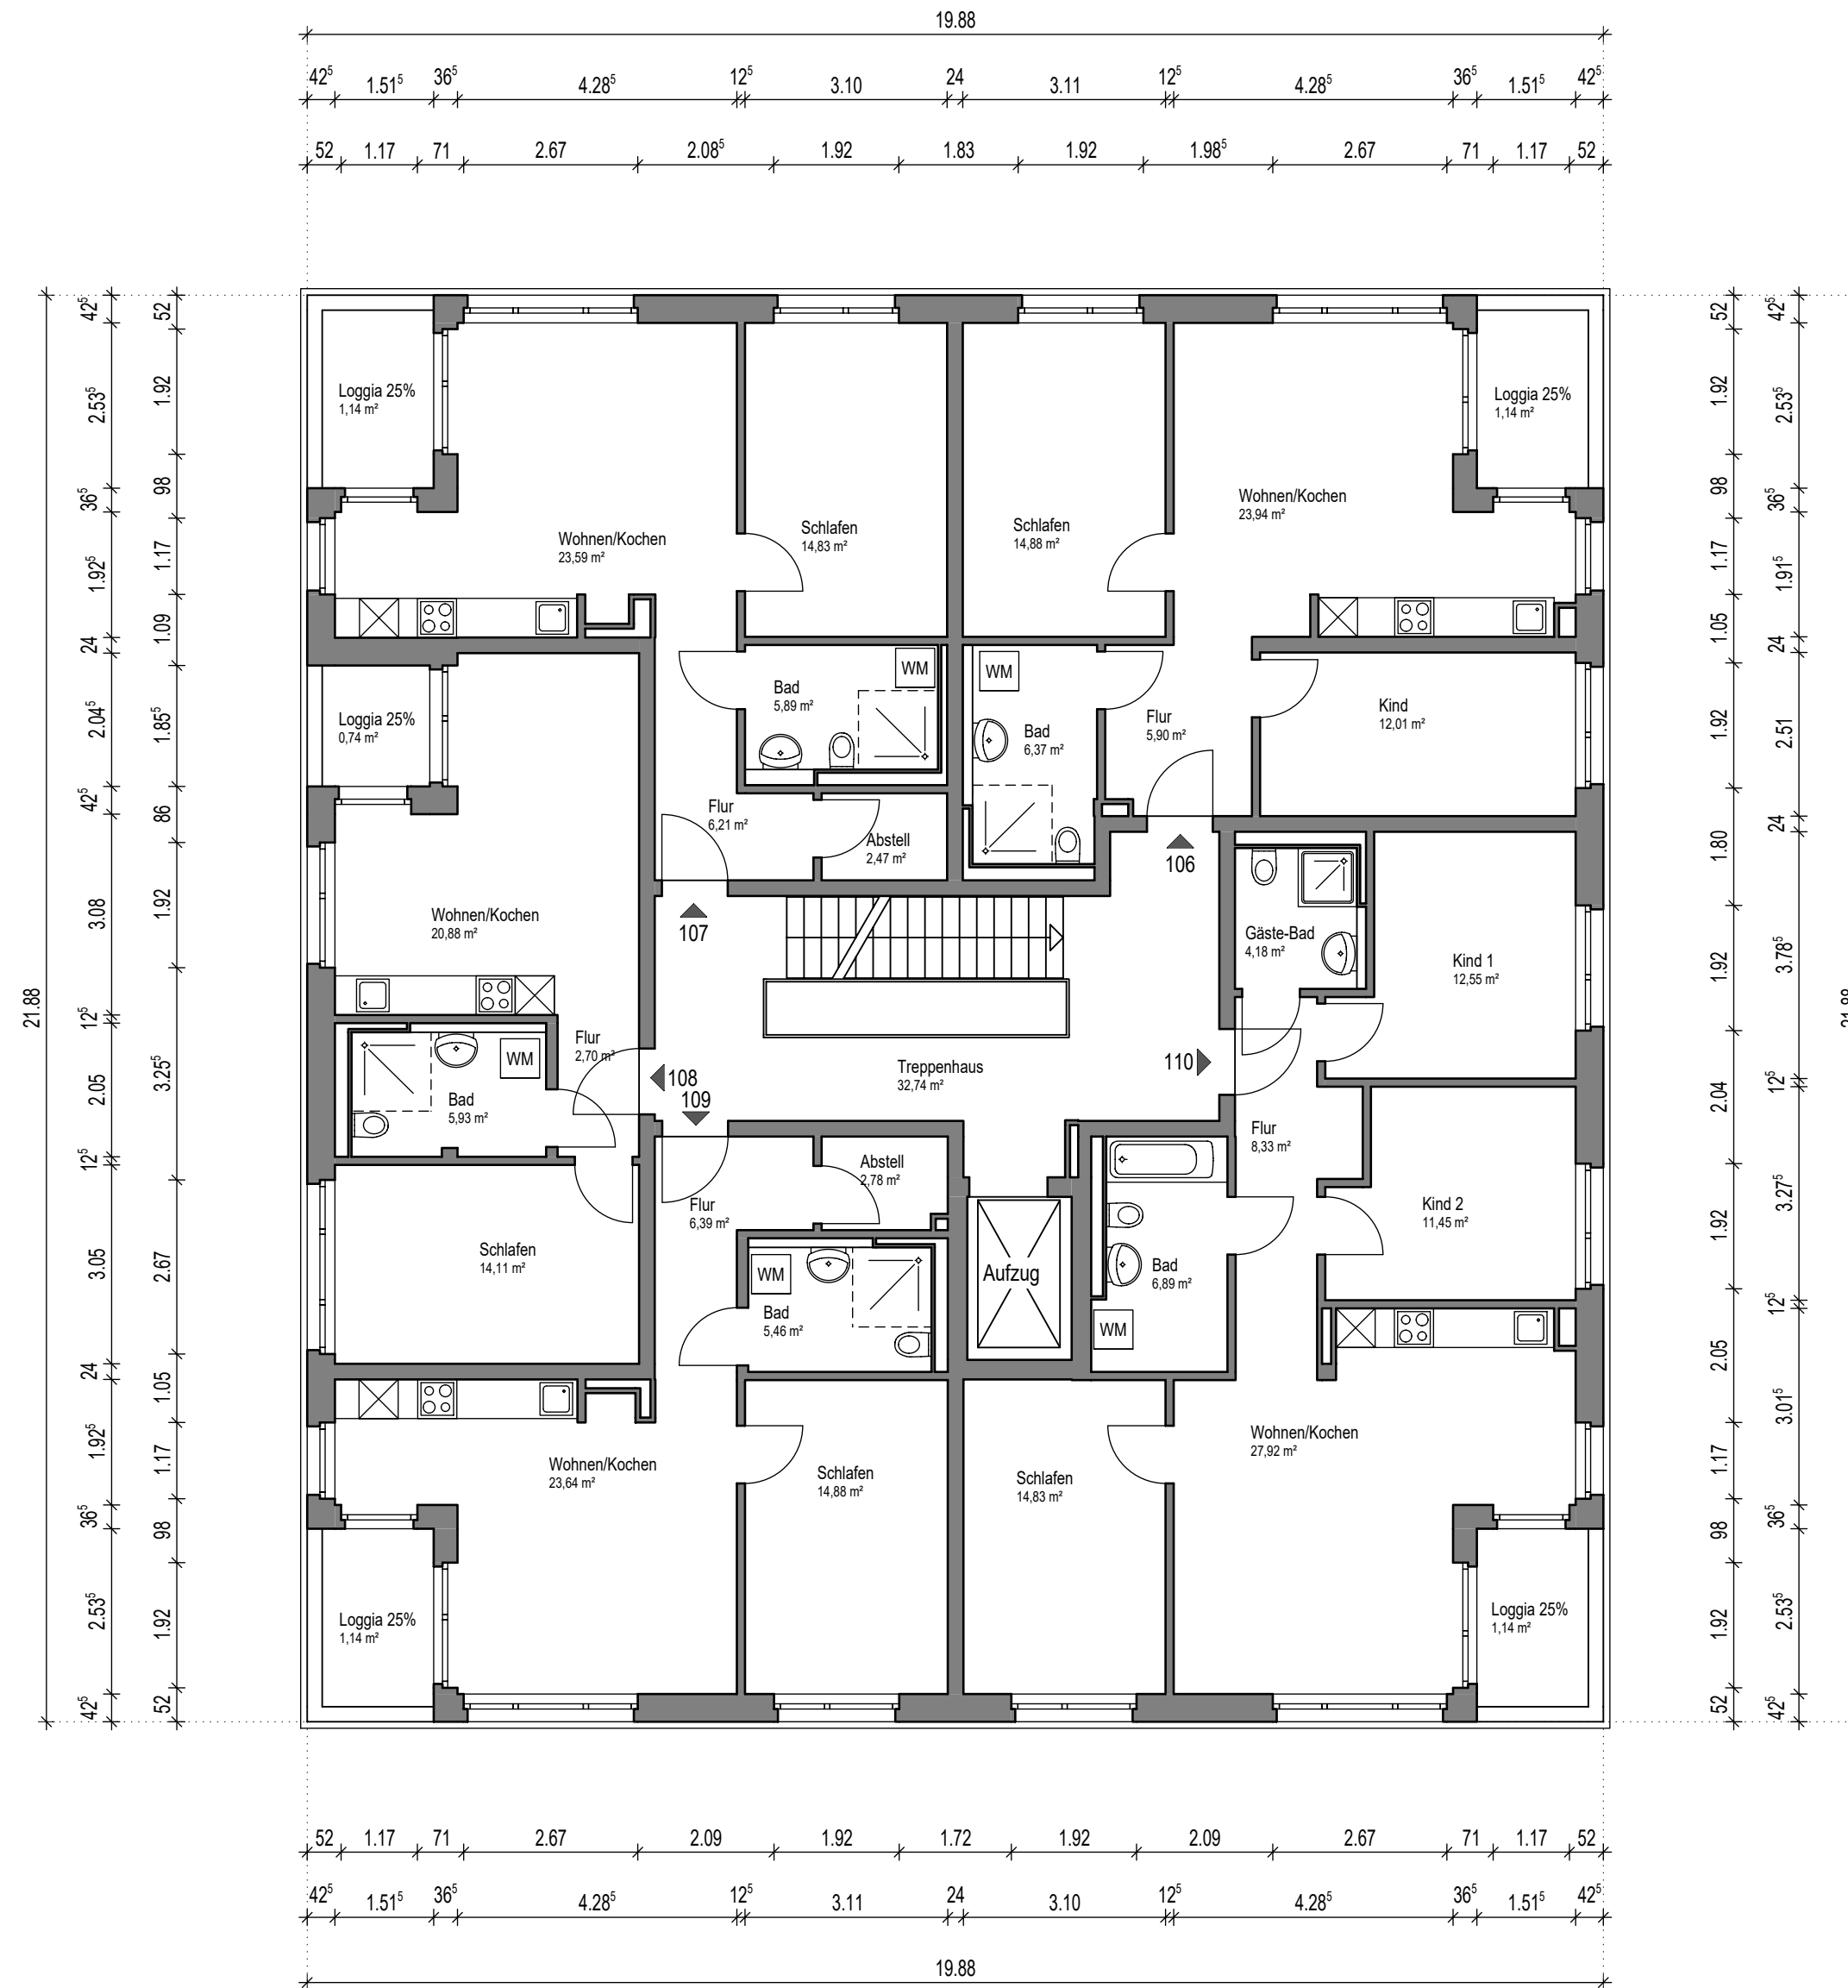 19.88
42⁵ 1.51⁵ 36⁵ 4.28⁵ 12⁵ 3.10 24 3.11 12⁵ 4.28⁵ 36⁵ 1.51⁵ 42⁵
52 1.17 71 2.67 2.08⁵ 1.92 1.83 1.92 1.98⁵ 2.67 71 1.17 52
21.88
42⁵ 2.53⁵ 36⁵ 1.92⁵ 24 2.04⁵ 42⁵ 3.08 12⁵ 2.05 12⁵ 3.05 24 1.92⁵ 36⁵ 2.53⁵ 42⁵
52 1.92 98 1.17 1.09 1.85⁵ 86 1.92 3.25⁵ 2.67 1.05 1.17 98 1.92 52
Loggia 25%
1,14 m²
Wohnen/Kochen
23,59 m²
Schlafen
14,83 m²
Schlafen
14,88 m²
Wohnen/Kochen
23,94 m²
Loggia 25%
1,14 m²
Loggia 25%
0,74 m²
Bad
5,89 m²
WM
WM
Bad
6,37 m²
Flur
5,90 m²
Kind
12,01 m²
Flur
6,21 m²
Abstell
2,47 m²
106
Wohnen/Kochen
20,88 m²
107
Gäste-Bad
4,18 m²
Kind 1
12,55 m²
Flur
2,70 m²
WM
Bad
5,93 m²
108
109
Treppenhaus
32,74 m²
110
Flur
8,33 m²
Abstell
2,78 m²
Flur
6,39 m²
Kind 2
11,45 m²
Schlafen
14,11 m²
WM
Bad
5,46 m²
Aufzug
Bad
6,89 m²
WM
Wohnen/Kochen
23,64 m²
Schlafen
14,88 m²
Schlafen
14,83 m²
Wohnen/Kochen
27,92 m²
Loggia 25%
1,14 m²
Loggia 25%
1,14 m²
52 1.92 98 1.17 1.05 1.92 1.80 1.92 2.04 1.92 2.05 1.17 98 1.92 52
42⁵ 2.53⁵ 36⁵ 1.91⁵ 24 2.51 24 3.78⁵ 12⁵ 3.27⁵ 12⁵ 3.01⁵ 36⁵ 2.53⁵ 42⁵
21.88
52 1.17 71 2.67 2.09 1.92 1.72 1.92 2.09 2.67 71 1.17 52
42⁵ 1.51⁵ 36⁵ 4.28⁵ 12⁵ 3.11 24 3.10 12⁵ 4.28⁵ 36⁵ 1.51⁵ 42⁵
19.88